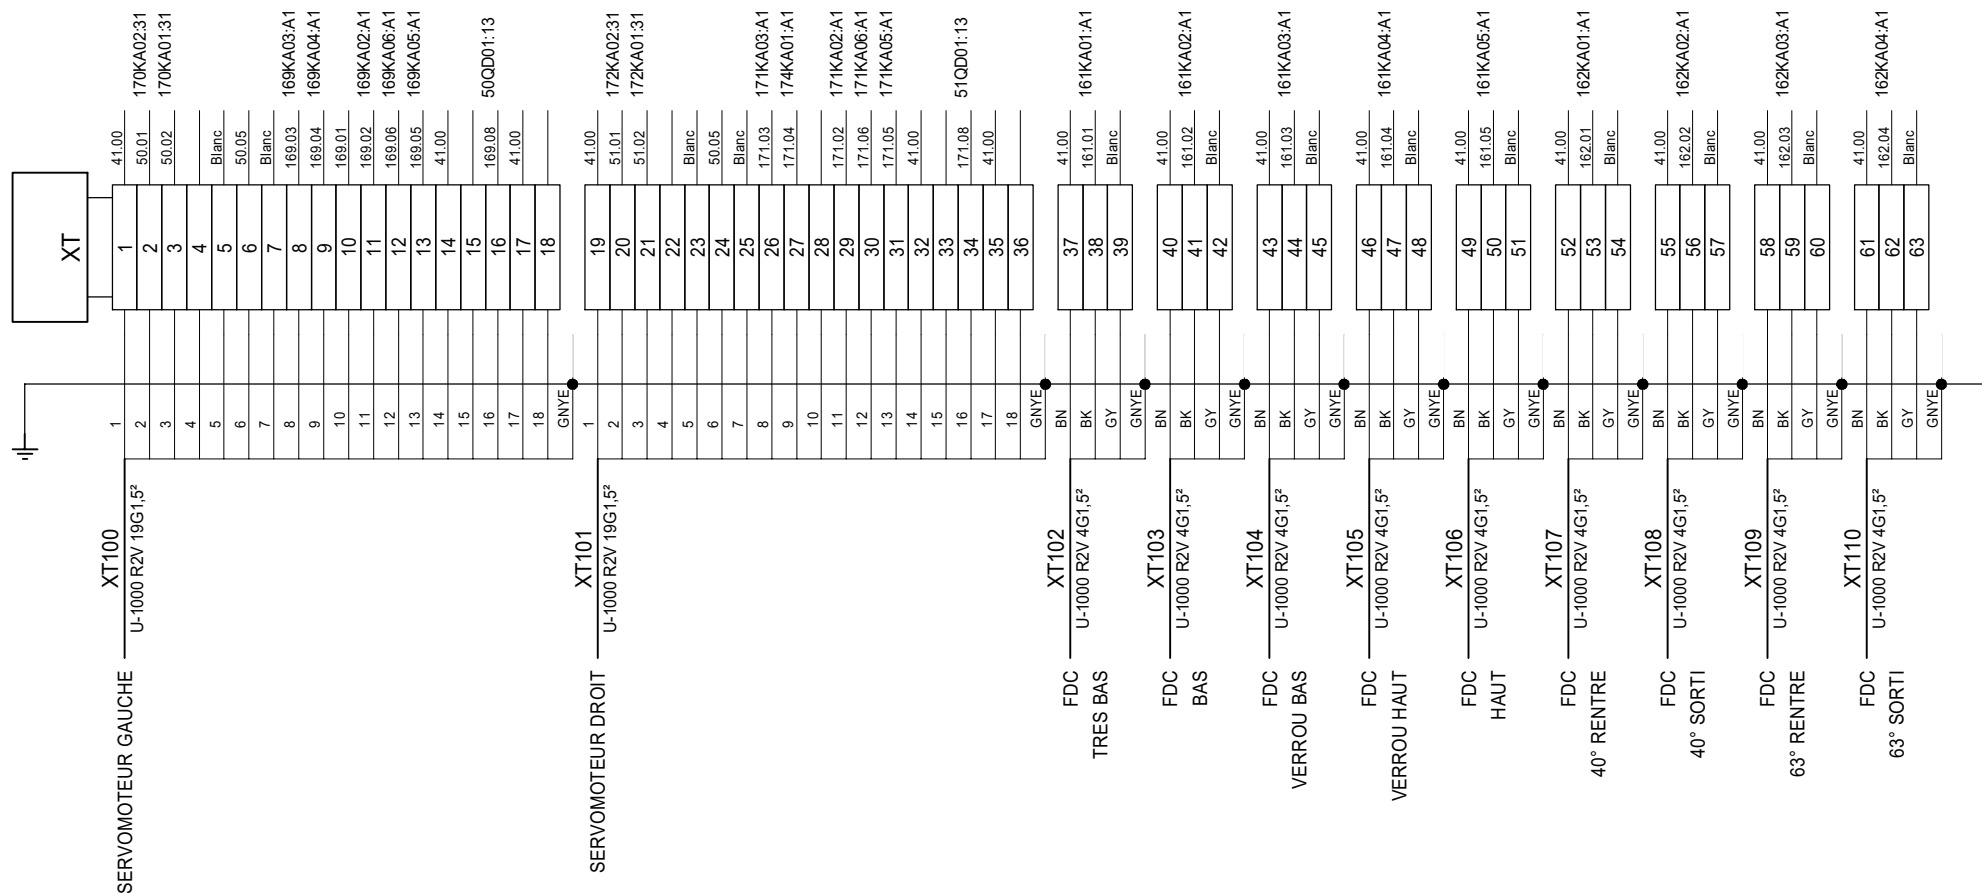 170KA02:31
170KA01:31
169KA03:A1
169KA04:A1
169KA02:A1
169KA06:A1
169KA05:A1
50QD01:13
172KA02:31
172KA01:31
171KA03:A1
174KA01:A1
171KA02:A1
171KA06:A1
171KA05:A1
51QD01:13
161KA01:A1
161KA02:A1
161KA03:A1
161KA04:A1
161KA05:A1
162KA01:A1
162KA02:A1
162KA03:A1
162KA04:A1
41.00
50.01
50.02
Blanc
50.05
Blanc
169.03
169.04
169.01
169.02
169.06
169.05
41.00
169.08
41.00
41.00
51.01
51.02
Blanc
50.05
Blanc
171.03
171.04
171.02
171.06
171.05
41.00
171.08
41.00
41.00
161.01
Blanc
41.00
161.02
Blanc
41.00
161.03
Blanc
41.00
161.04
Blanc
41.00
161.05
Blanc
41.00
162.01
Blanc
41.00
162.02
Blanc
41.00
162.03
Blanc
41.00
162.04
Blanc
XT
1
2
3
4
5
6
7
8
9
10
11
12
13
14
15
16
17
18
19
20
21
22
23
24
25
26
27
28
29
30
31
32
33
34
35
36
37
38
39
40
41
42
43
44
45
46
47
48
49
50
51
52
53
54
55
56
57
58
59
60
61
62
63
1
2
3
4
5
6
7
8
9
10
11
12
13
14
15
16
17
18
GNYE
1
2
3
4
5
6
7
8
9
10
11
12
13
14
15
16
17
18
GNYE
BN
BK
GY
GNYE
BN
BK
GY
GNYE
BN
BK
GY
GNYE
BN
BK
GY
GNYE
BN
BK
GY
GNYE
BN
BK
GY
GNYE
BN
BK
GY
GNYE
BN
BK
GY
GNYE
BN
BK
GY
GNYE
XT100
U-1000 R2V 19G1,5²
XT101
U-1000 R2V 19G1,5²
XT102
U-1000 R2V 4G1,5²
XT103
U-1000 R2V 4G1,5²
XT104
U-1000 R2V 4G1,5²
XT105
U-1000 R2V 4G1,5²
XT106
U-1000 R2V 4G1,5²
XT107
U-1000 R2V 4G1,5²
XT108
U-1000 R2V 4G1,5²
XT109
U-1000 R2V 4G1,5²
XT110
U-1000 R2V 4G1,5²
SERVOMOTEUR GAUCHE
SERVOMOTEUR DROIT
FDC
TRES BAS
FDC
BAS
FDC
VERROU BAS
FDC
VERROU HAUT
FDC
HAUT
FDC
40° RENTRE
FDC
40° SORTI
FDC
63° RENTRE
FDC
63° SORTI